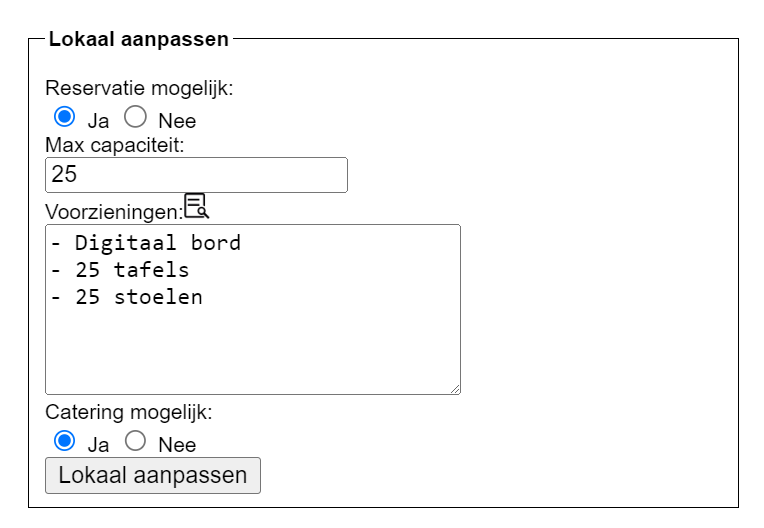 Lokaal aanpassen
Reservatie mogelijk:
Ja Nee
Max capaciteit:
25
Voorzieningen:
- Digitaal bord
- 25 tafels
- 25 stoelen
Catering mogelijk:
Ja Nee
Lokaal aanpassen